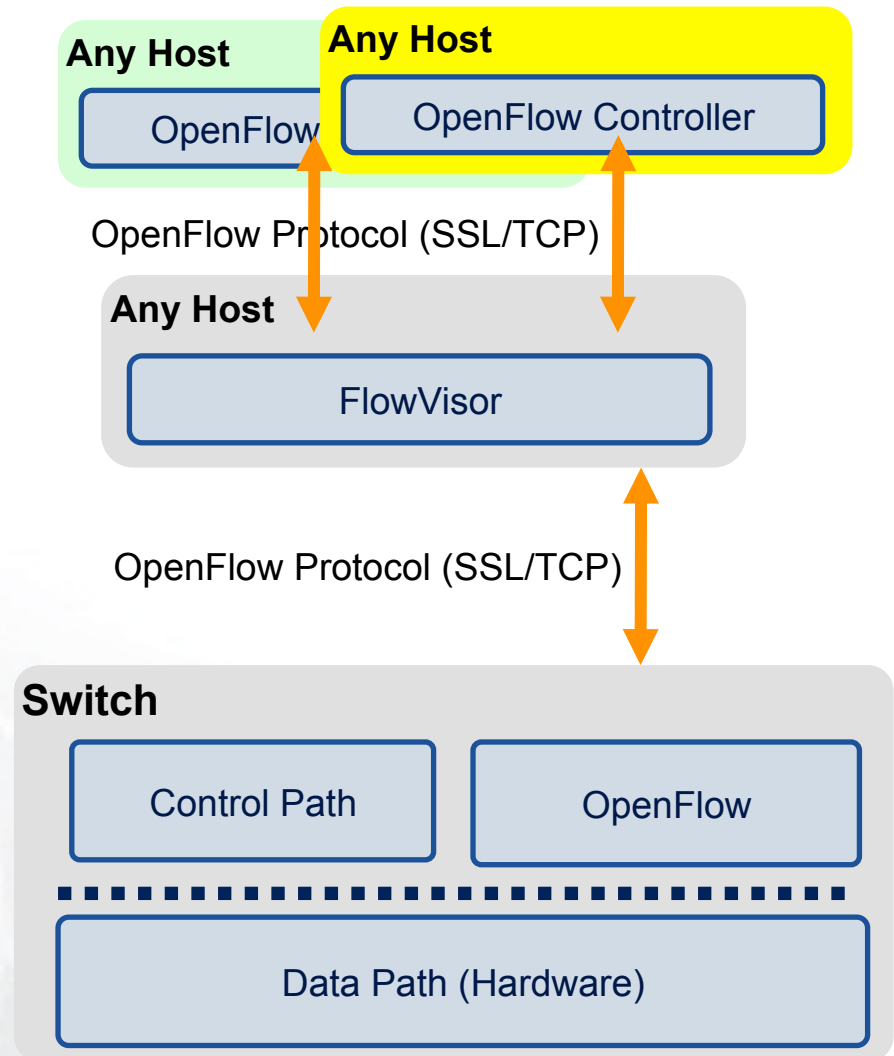 Any Host
Any Host
OpenFlow
OpenFlow Controller
OpenFlow Protocol (SSL/TCP)
Any Host
FlowVisor
OpenFlow Protocol (SSL/TCP)
Switch
Control Path
OpenFlow
Data Path (Hardware)